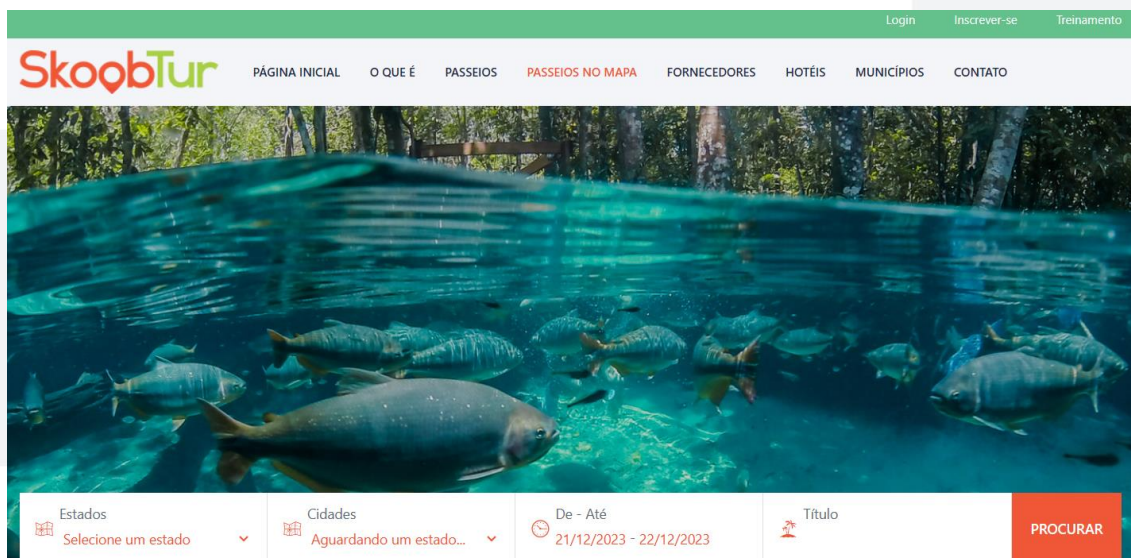 Login Inscrever-se Treinamento
SkoobTur
PÁGINA INICIAL O QUE É PASSEIOS PASSEIOS NO MAPA FORNECEDORES HOTÉIS MUNICÍPIOS CONTATO
Estados Cidades De - Até Título
Selecione um estado Aguardando um estado... 21/12/2023 - 22/12/2023 PROCURAR